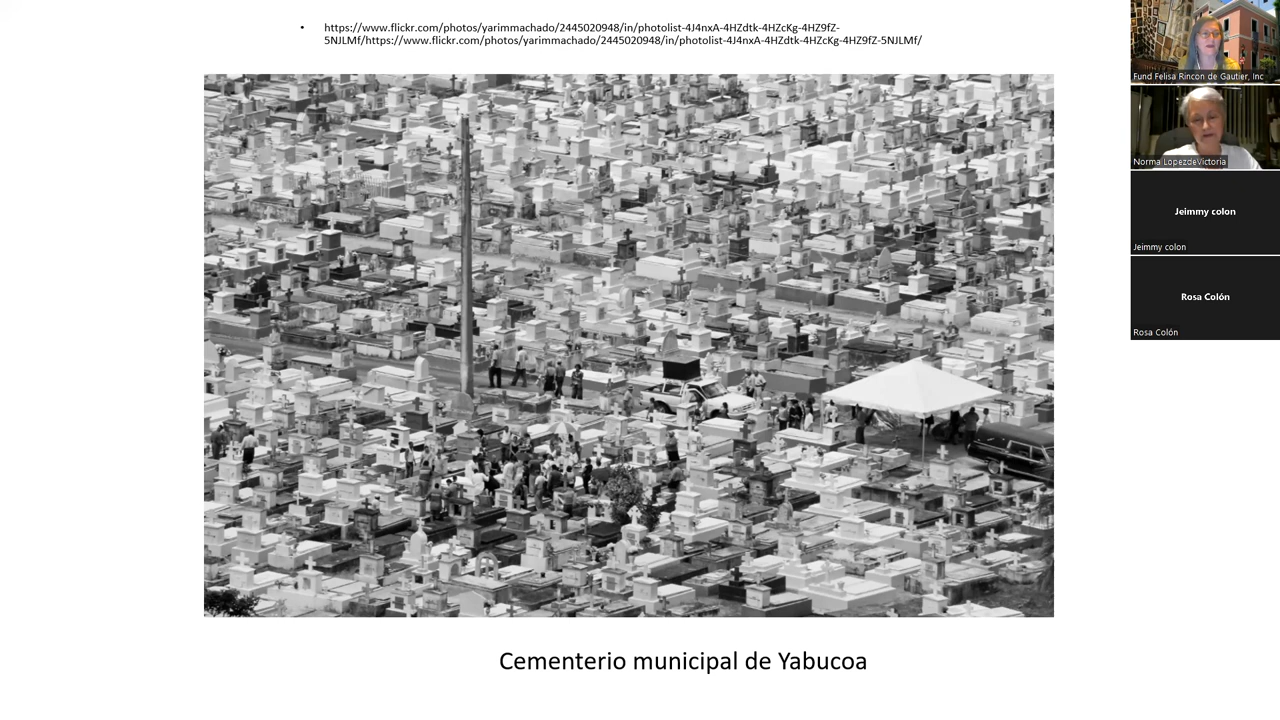 • https://www.flickr.com/photos/yarimmachado/2445020948/in/photolist-4J4nxA-4HZdtk-4HZcKg-4HZ9fZ-
5NJLMf/https://www.flickr.com/photos/yarimmachado/2445020948/in/photolist-4J4nxA-4HZdtk-4HZcKg-4HZ9fZ-5NJLMf/
Cementerio municipal de Yabucoa
Fund Felisa Rincon de Gautier, Inc
Norma LopezdeVictoria
Jeimmy colon
Jeimmy colon
Rosa Colón
Rosa Colón